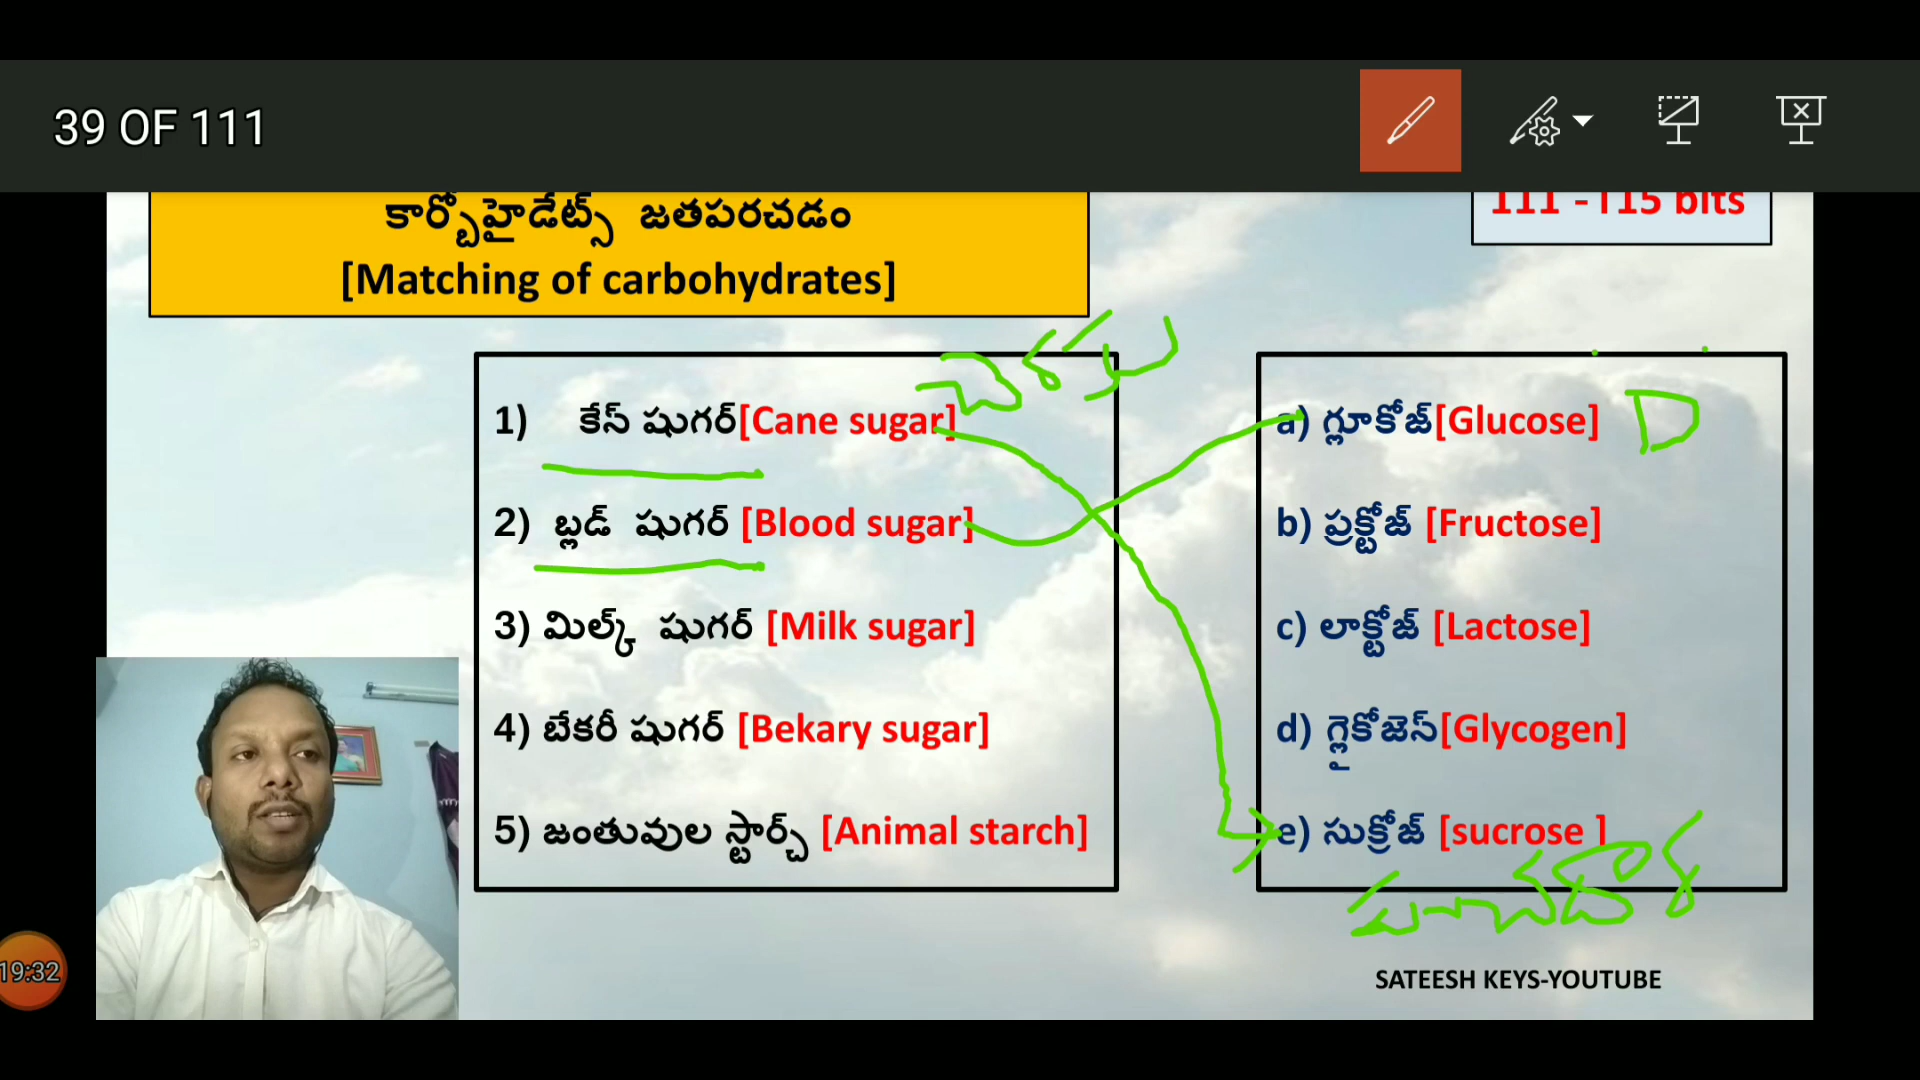 39 OF 111
కార్బోహైడేట్స్ జతపరచడం
[Matching of carbohydrates]
111 - 115 bits
చెరకు
1) కేన్ షుగర్[Cane sugar]
2) బ్లడ్ షుగర్ [Blood sugar]
3) మిల్క్ షుగర్ [Milk sugar]
4) బేకరీ షుగర్ [Bekary sugar]
5) జంతువుల స్టార్చ్ [Animal starch]
a) గ్లూకోజ్[Glucose] D
b) ప్రక్టోజ్ [Fructose]
c) లాక్టోజ్ [Lactose]
d) గ్లైకోజెన్[Glycogen]
e) సుక్రోజ్ [sucrose ]
పంచదార
SATEESH KEYS-YOUTUBE
19:32